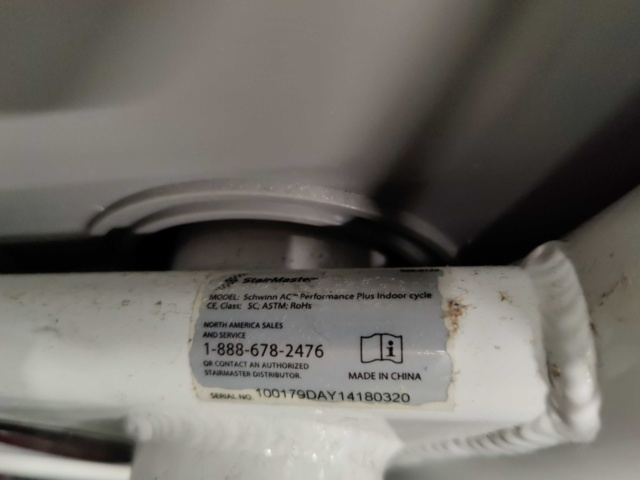 StairMaster
MODEL: Schwinn AC™ Performance Plus Indoor cycle
CE, Class: SC, ASTM; RoHs
NORTH AMERICA SALES
AND SERVICE
1-888-678-2476
OR CONTACT AN AUTHORIZED
STAIRMASTER DISTRIBUTOR.
MADE IN CHINA
SERIAL NO. 100179DAY14180320